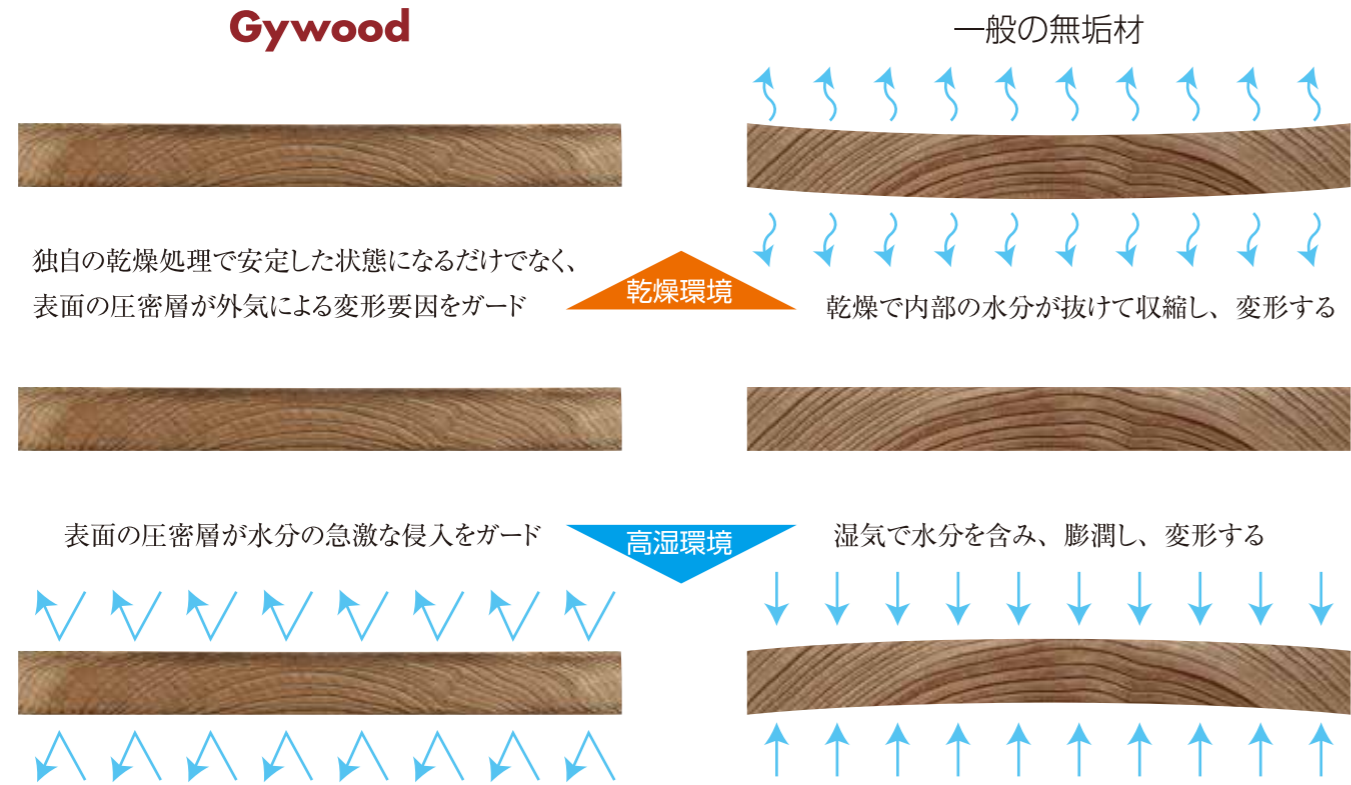 Gywood
一般の無垢材
独自の乾燥処理で安定した状態になるだけでなく、
表面の圧密層が外気による変形要因をガード
乾燥環境
乾燥で内部の水分が抜けて収縮し、変形する
表面の圧密層が水分の急激な侵入をガード
高湿環境
湿気で水分を含み、膨潤し、変形する